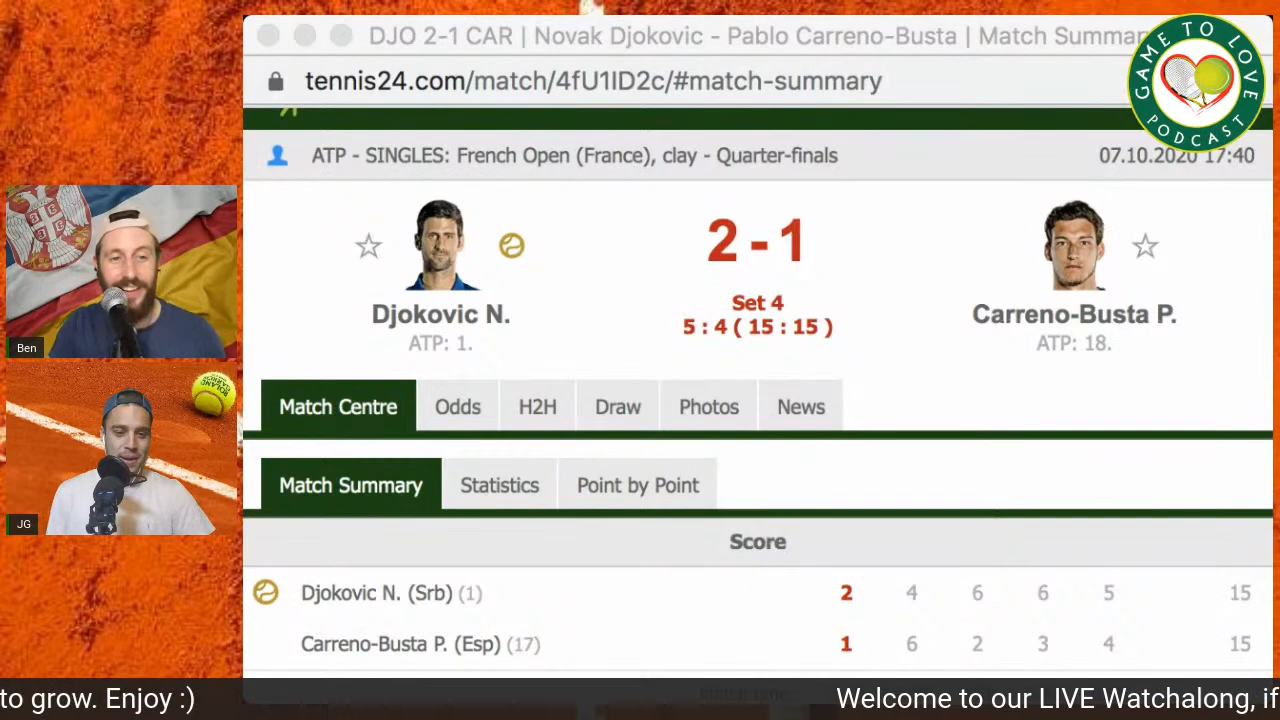 DJO 2-1 CAR | Novak Djokovic - Pablo Carreno-Busta | Match Summar
GAME TO LOVE
PODCAST
tennis24.com/match/4fU1ID2c/#match-summary
ATP - SINGLES: French Open (France), clay - Quarter-finals
07.10.2020 17:40
2 - 1
Set 4
5 : 4 ( 15 : 15 )
Djokovic N.
ATP: 1.
Carreno-Busta P.
ATP: 18.
Ben
JG
ROLAND
Match Centre Odds H2H Draw Photos News
Match Summary Statistics Point by Point
Score
Djokovic N. (Srb) (1) 2 4 6 6 5 15
Carreno-Busta P. (Esp) (17) 1 6 2 3 4 15
to grow. Enjoy :) Welcome to our LIVE Watchalong, if